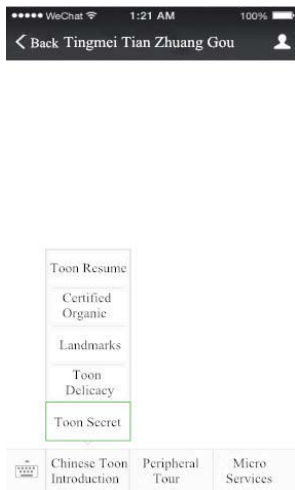 WeChat 1:21 AM 100%
Back Tingmei Tian Zhuang Gou
Toon Resume
Certified
Organic
Landmarks
Toon
Delicacy
Toon Secret
Chinese Toon
Introduction
Peripheral
Tour
Micro
Services